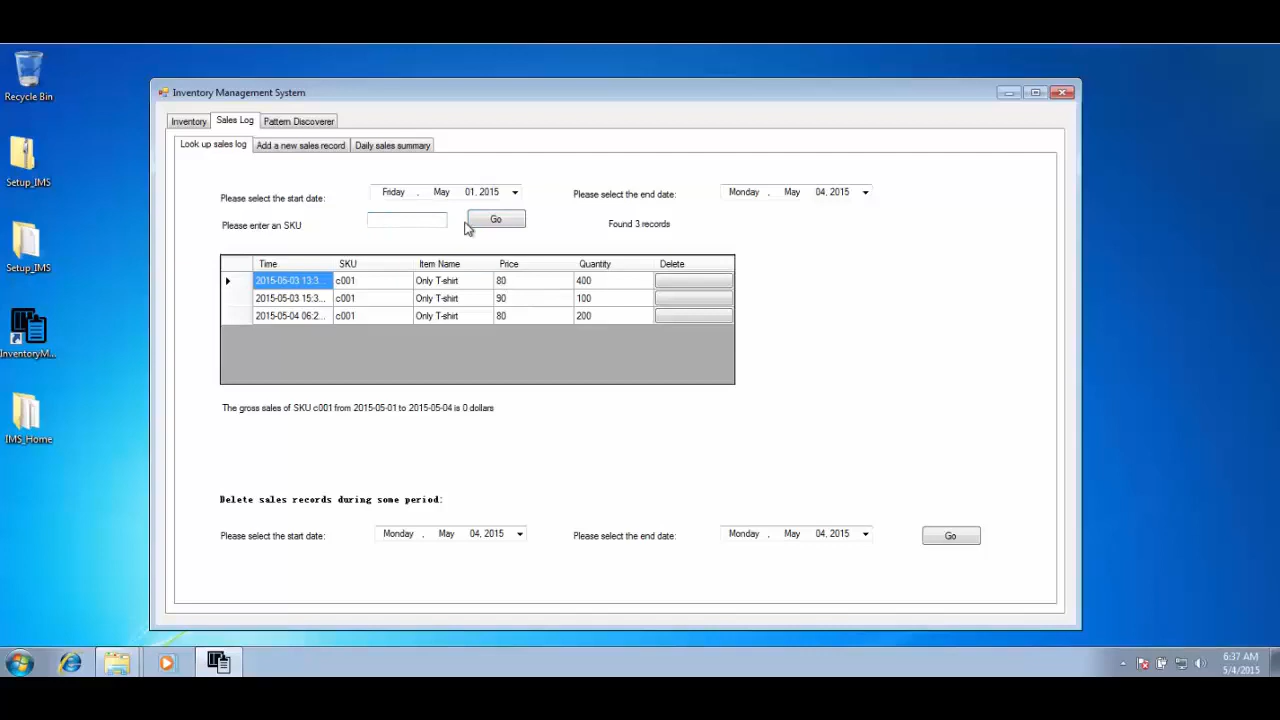 Recycle Bin
Setup_IMS
Setup_IMS
InventoryM...
IMS_Home
Inventory Management System
Inventory Sales Log Pattern Discoverer
Look up sales log Add a new sales record Daily sales summary
Please select the start date: Friday , May 01, 2015 Please select the end date: Monday , May 04, 2015
Please enter an SKU Go Found 3 records
Time SKU Item Name Price Quantity Delete
2015-05-03 13:3... c001 Only T-shirt 80 400
2015-05-03 15:3... c001 Only T-shirt 90 100
2015-05-04 06:2... c001 Only T-shirt 80 200
The gross sales of SKU c001 from 2015-05-01 to 2015-05-04 is 0 dollars
Delete sales records during some period:
Please select the start date: Monday , May 04, 2015 Please select the end date: Monday , May 04, 2015 Go
6:37 AM
5/4/2015